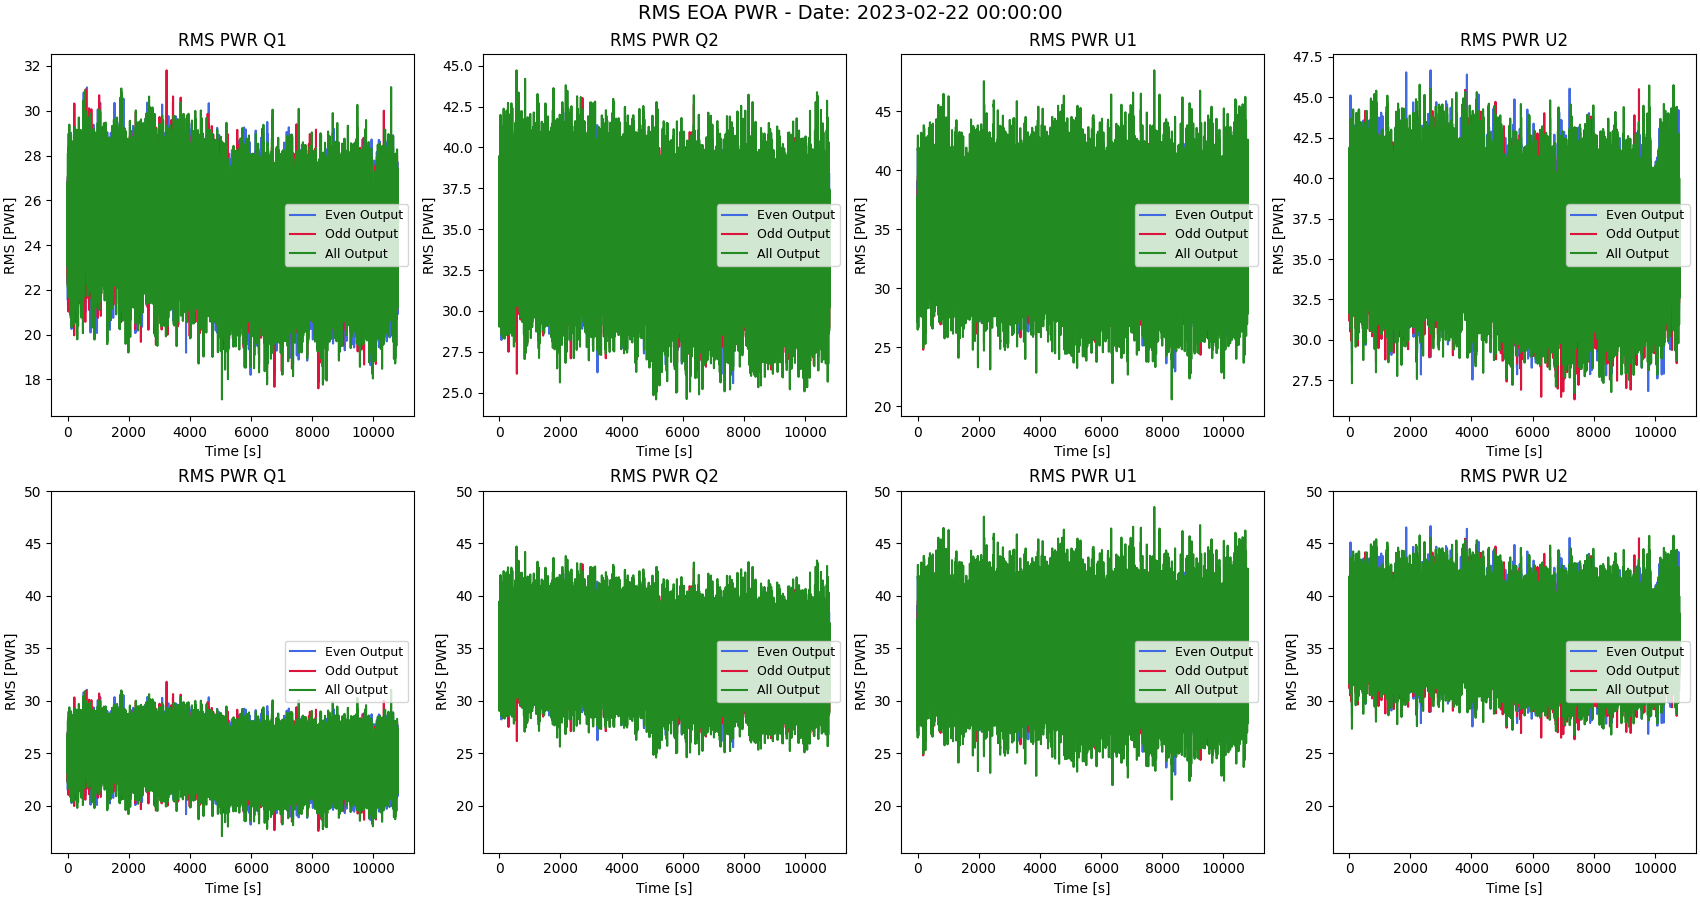 RMS EOA PWR - Date: 2023-02-22 00:00:00
RMS PWR Q1
RMS [PWR]
32
30
28
26
24
22
20
18
Even Output
Odd Output
All Output
0 2000 4000 6000 8000 10000
Time [s]
RMS PWR Q2
RMS [PWR]
45.0
42.5
40.0
37.5
35.0
32.5
30.0
27.5
25.0
Even Output
Odd Output
All Output
0 2000 4000 6000 8000 10000
Time [s]
RMS PWR U1
RMS [PWR]
45
40
35
30
25
20
Even Output
Odd Output
All Output
0 2000 4000 6000 8000 10000
Time [s]
RMS PWR U2
RMS [PWR]
47.5
45.0
42.5
40.0
37.5
35.0
32.5
30.0
27.5
Even Output
Odd Output
All Output
0 2000 4000 6000 8000 10000
Time [s]
RMS PWR Q1
RMS [PWR]
50
45
40
35
30
25
20
Even Output
Odd Output
All Output
0 2000 4000 6000 8000 10000
Time [s]
RMS PWR Q2
RMS [PWR]
50
45
40
35
30
25
20
Even Output
Odd Output
All Output
0 2000 4000 6000 8000 10000
Time [s]
RMS PWR U1
RMS [PWR]
50
45
40
35
30
25
20
Even Output
Odd Output
All Output
0 2000 4000 6000 8000 10000
Time [s]
RMS PWR U2
RMS [PWR]
50
45
40
35
30
25
20
Even Output
Odd Output
All Output
0 2000 4000 6000 8000 10000
Time [s]